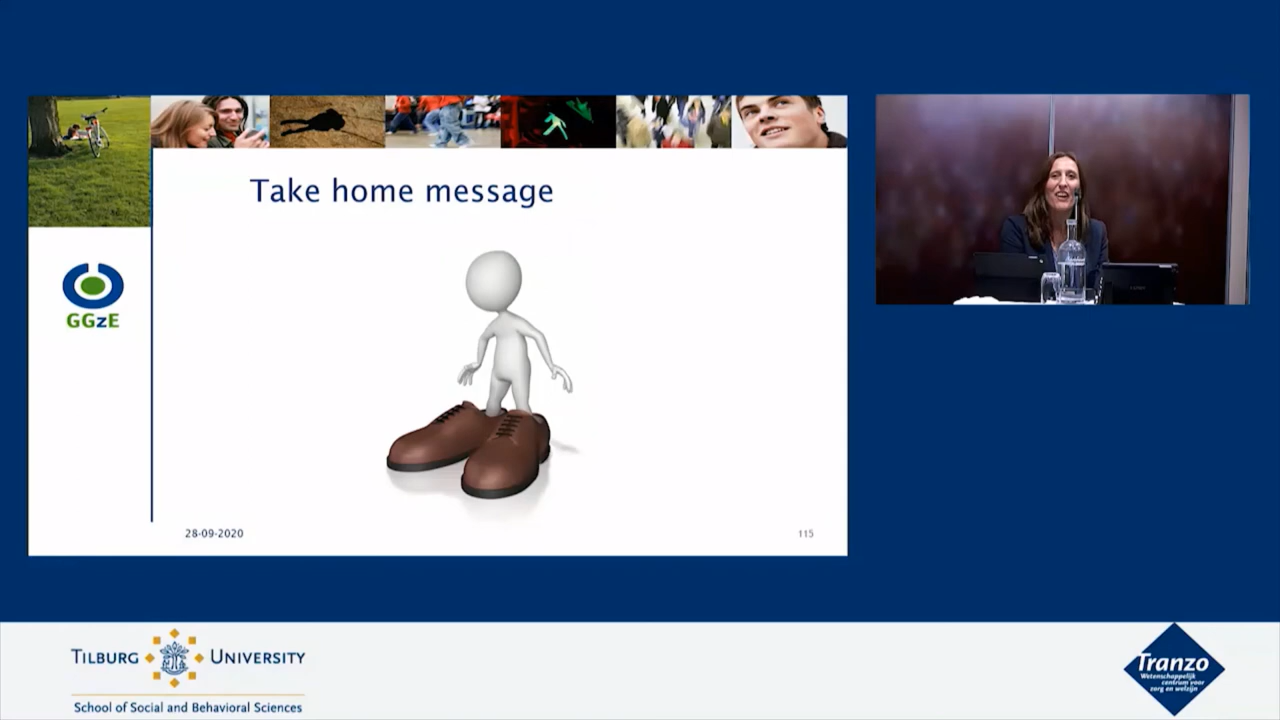 Take home message
GGzE
28-09-2020
115
TILBURG UNIVERSITY
School of Social and Behavioral Sciences
Tranzo
Wetenschappelijk
centrum voor
zorg en welzijn